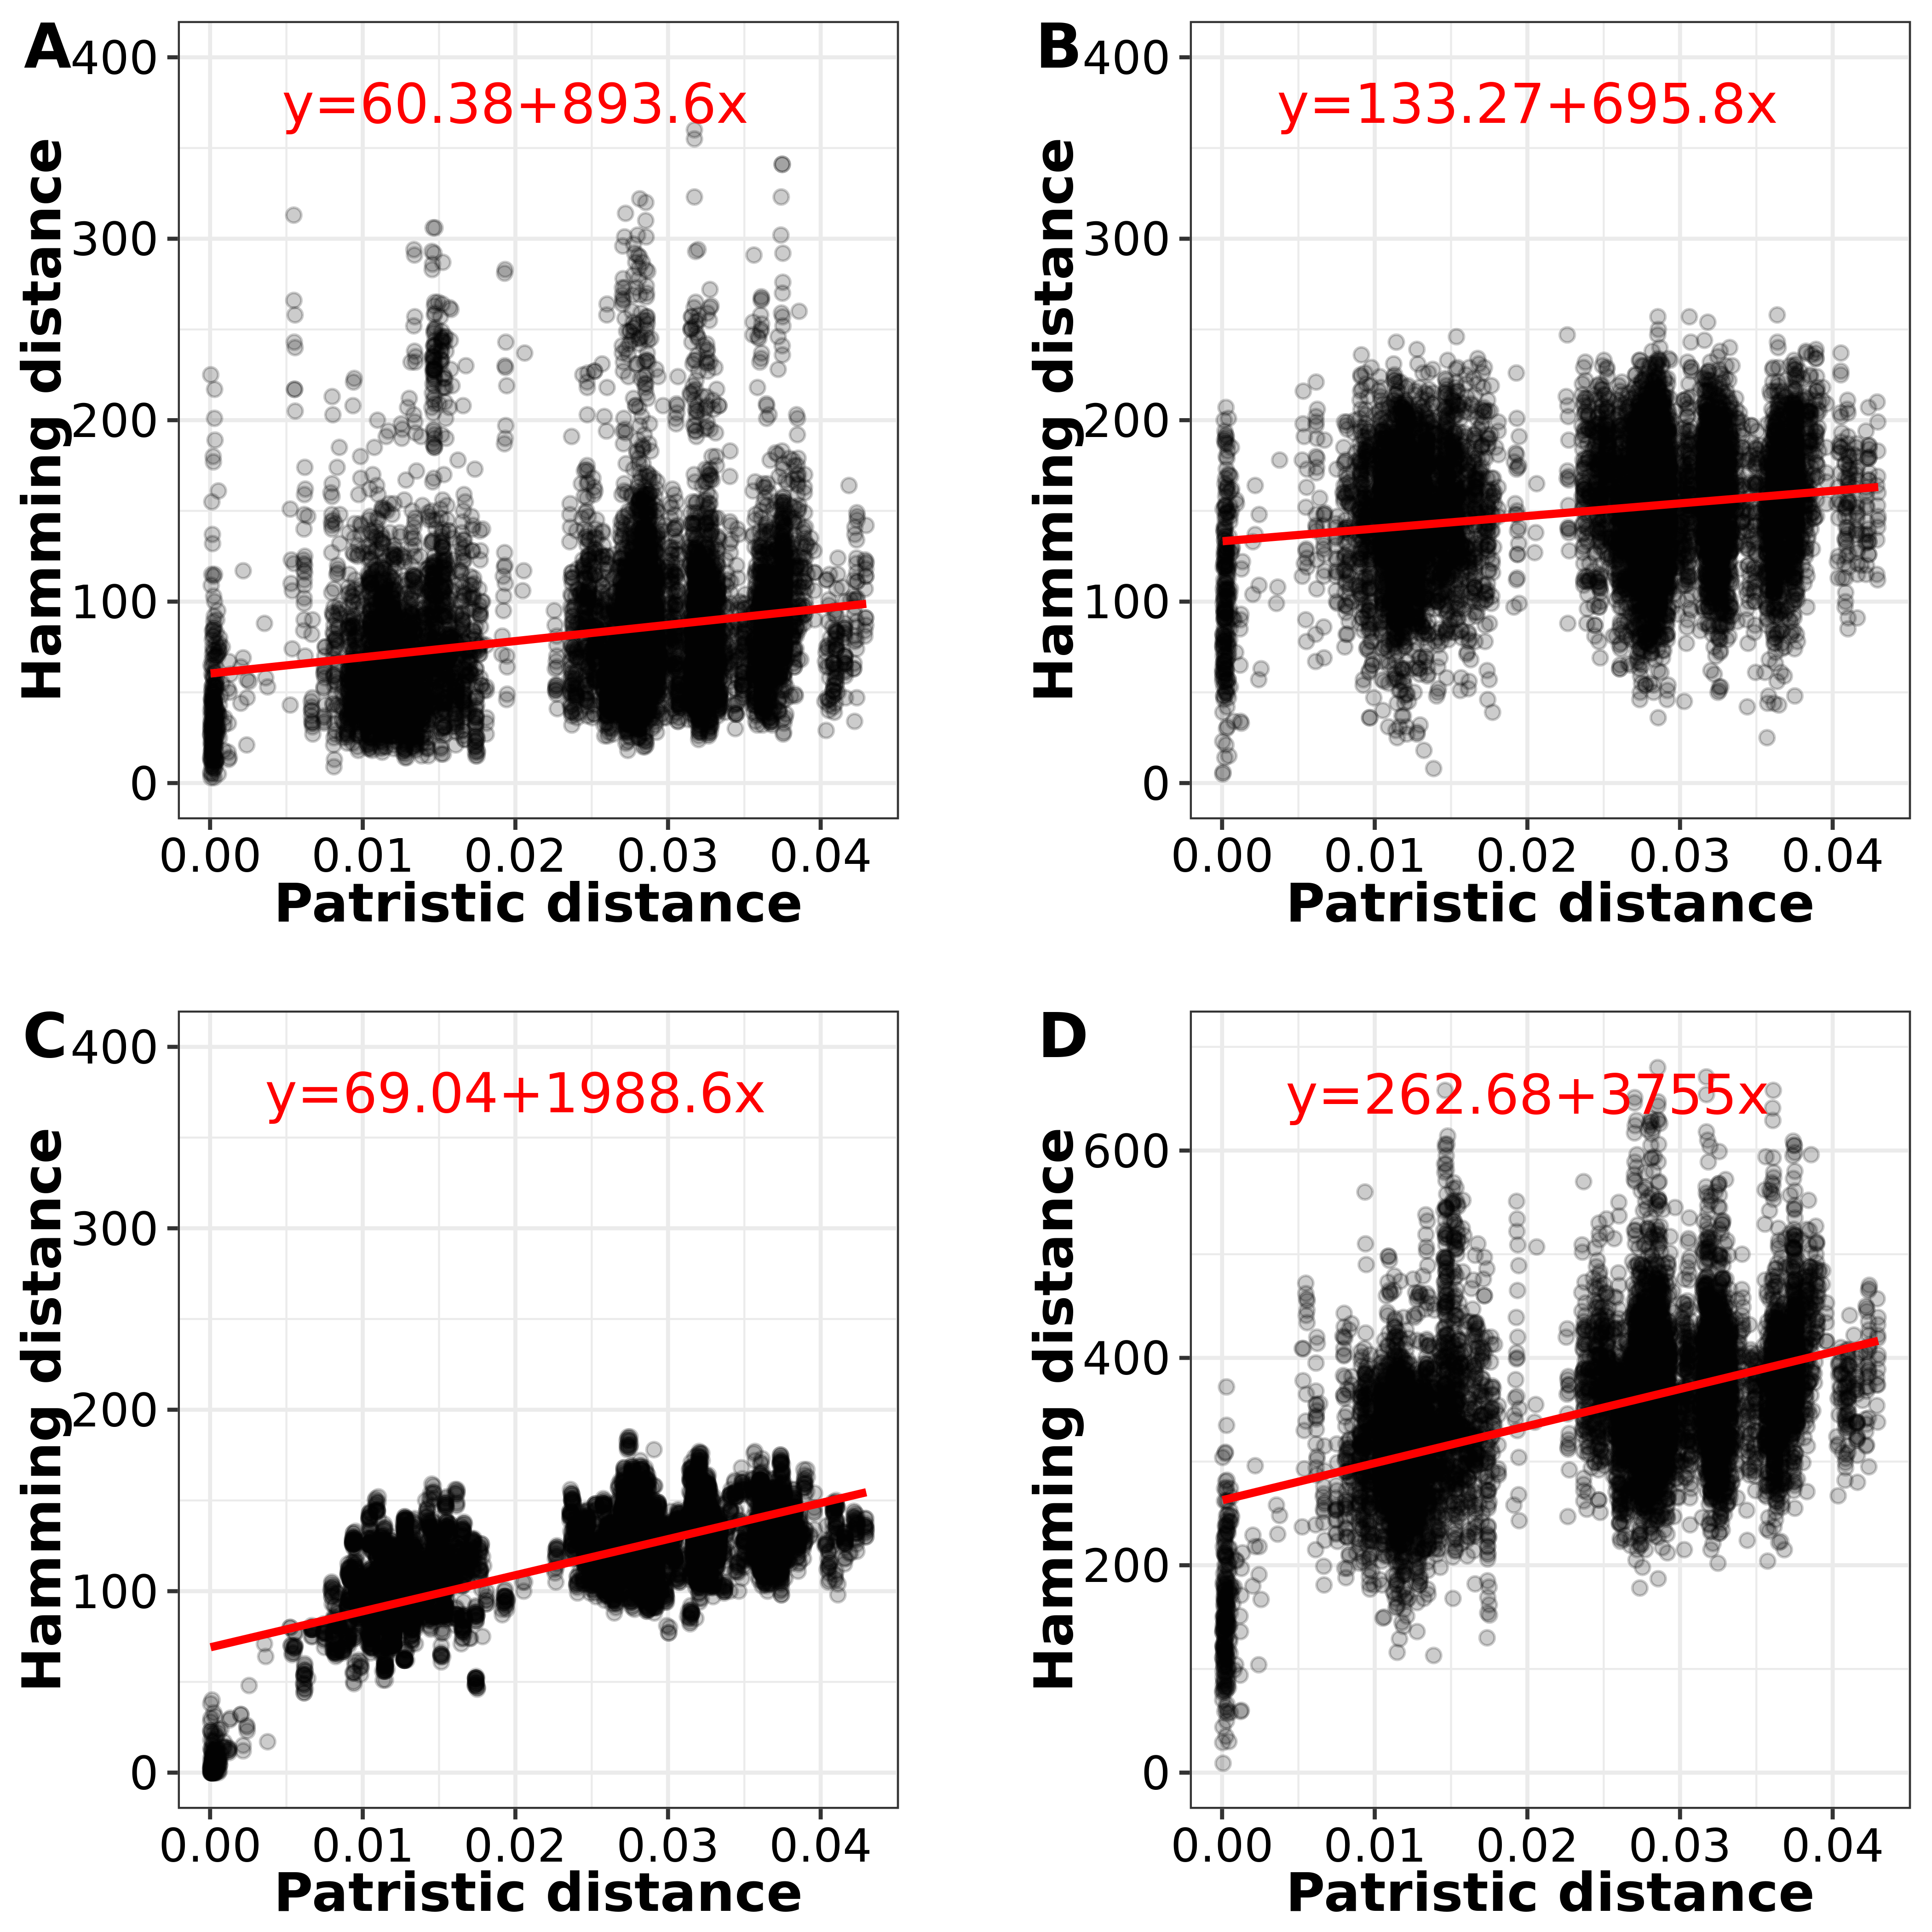 A
y=60.38+893.6x
Hamming distance
400
300
200
100
0
0.00 0.01 0.02 0.03 0.04
Patristic distance
B
y=133.27+695.8x
Hamming distance
400
300
200
100
0
0.00 0.01 0.02 0.03 0.04
Patristic distance
C
y=69.04+1988.6x
Hamming distance
400
300
200
100
0
0.00 0.01 0.02 0.03 0.04
Patristic distance
D
y=262.68+3755x
Hamming distance
600
400
200
0
0.00 0.01 0.02 0.03 0.04
Patristic distance